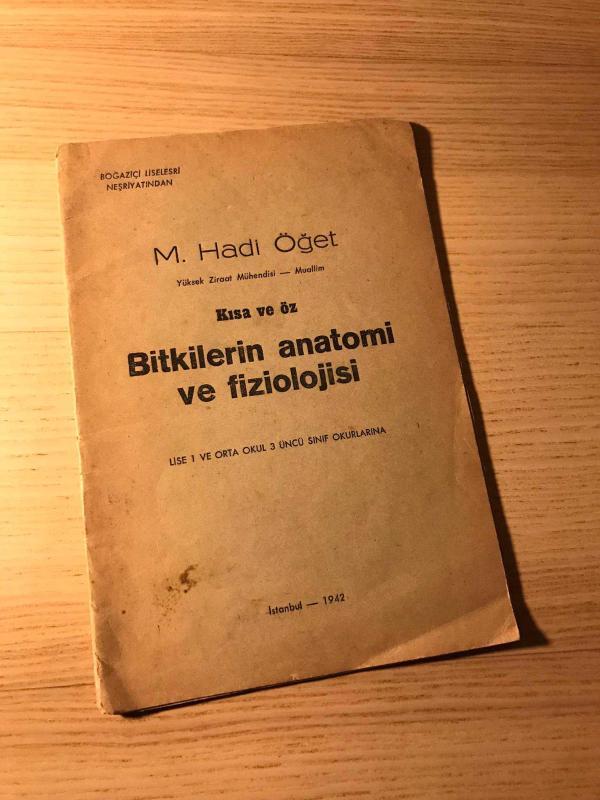 BOĞAZİÇİ LİSELESRİ
NEŞRİYATINDAN
M. Hadi Öğet
Yüksek Ziraat Mühendisi — Muallim
Kısa ve öz
Bitkilerin anatomi
ve fiziolojisi
LİSE 1 VE ORTA OKUL 3 ÜNCÜ SINIF OKURLARINA
İstanbul — 1942